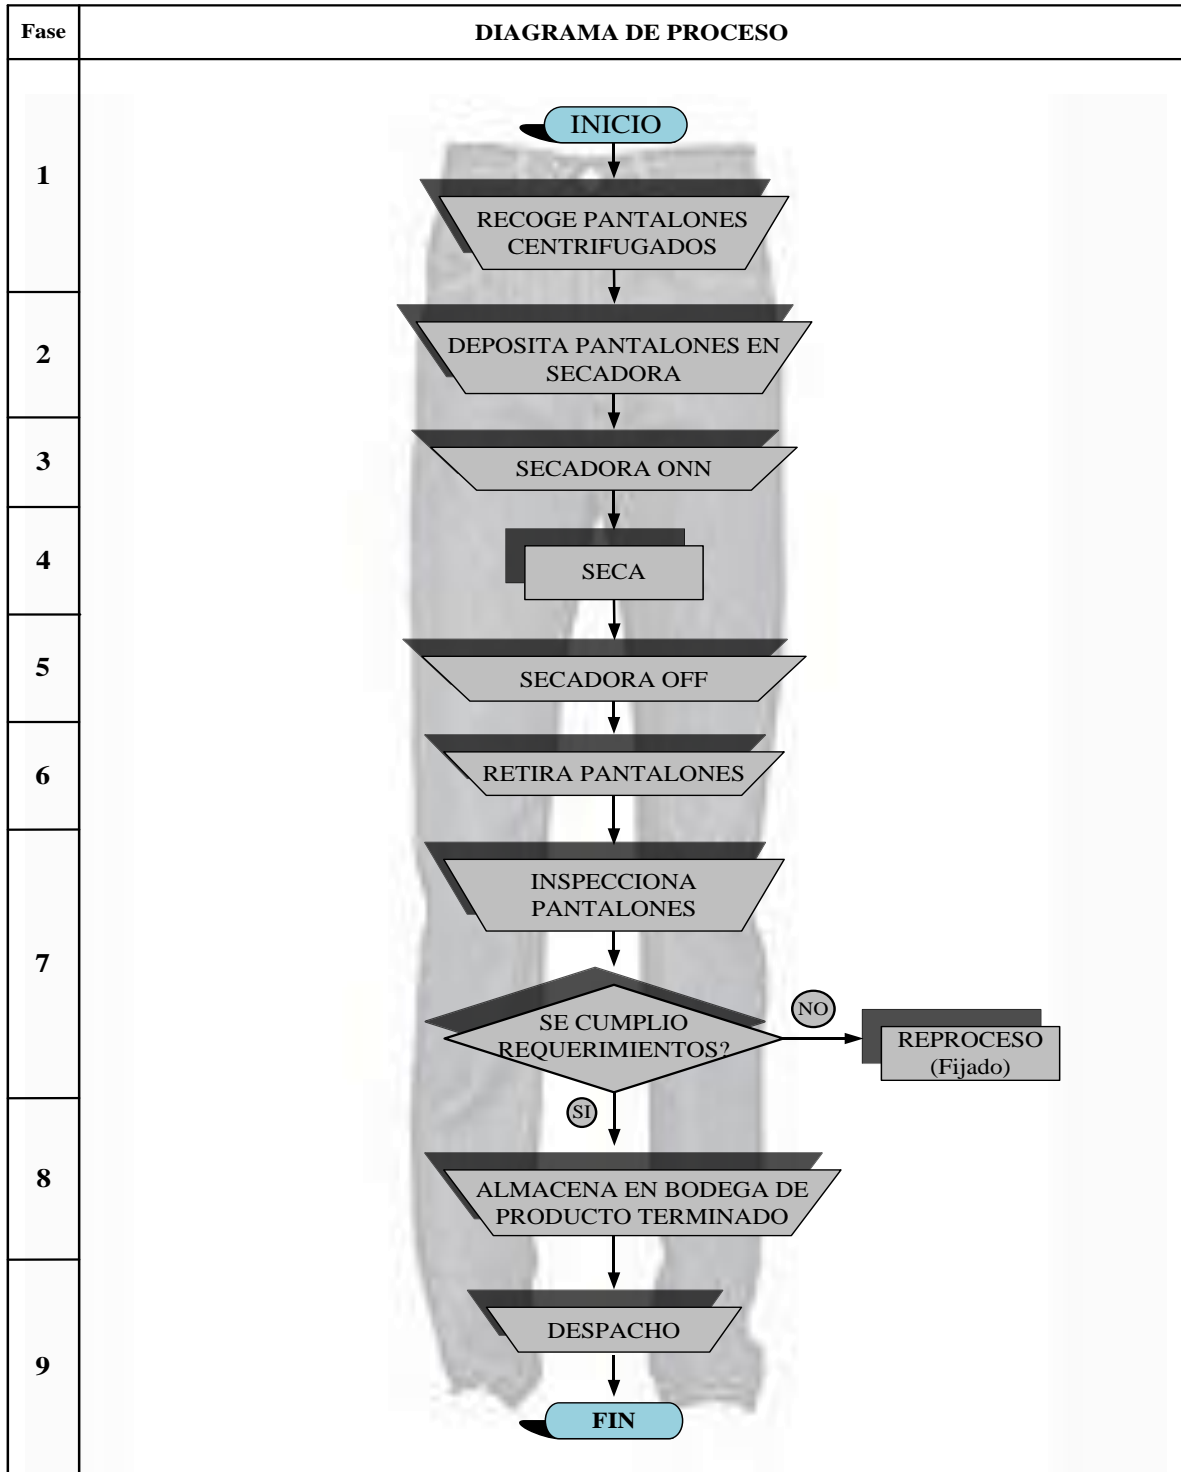 Fase
DIAGRAMA DE PROCESO
1
INICIO
RECOGE PANTALONES
CENTRIFUGADOS
2
DEPOSITA PANTALONES EN
SECADORA
3
SECADORA ONN
4
SECA
5
SECADORA OFF
6
RETIRA PANTALONES
7
INSPECCIONA
PANTALONES
SE CUMPLIO
REQUERIMIENTOS?
NO
REPROCESO
(Fijado)
SI
8
ALMACENA EN BODEGA DE
PRODUCTO TERMINADO
9
DESPACHO
FIN